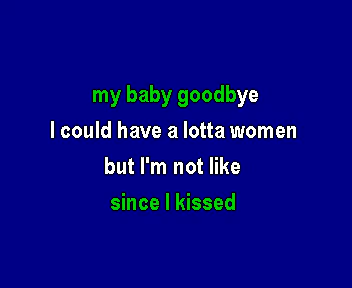 my baby goodbye
I could have a lotta women
but I'm not like
since I kissed